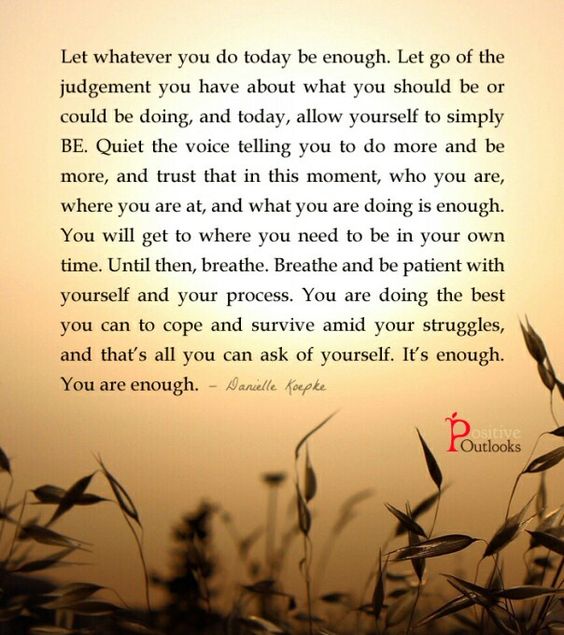 Let whatever you do today be enough. Let go of the
judgement you have about what you should be or
could be doing, and today, allow yourself to simply
BE. Quiet the voice telling you to do more and be
more, and trust that in this moment, who you are,
where you are at, and what you are doing is enough.
You will get to where you need to be in your own
time. Until then, breathe. Breathe and be patient with
yourself and your process. You are doing the best
you can to cope and survive amid your struggles,
and that’s all you can ask of yourself. It’s enough.
You are enough. – Danielle Koepke
Positive
Outlooks